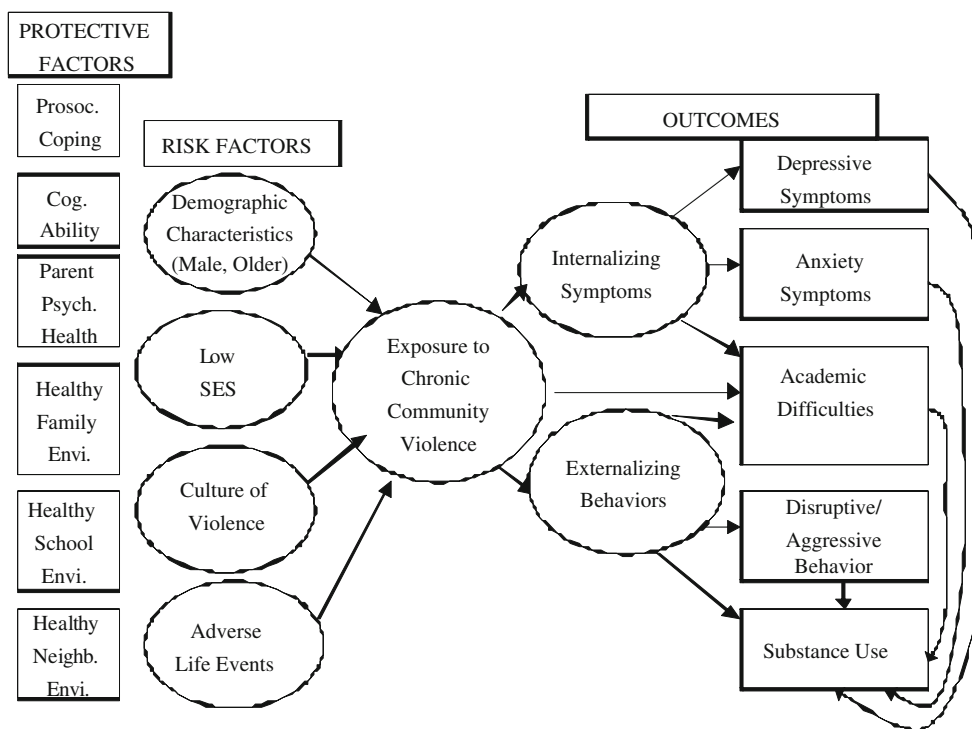 PROTECTIVE
FACTORS
Prosoc.
Coping
Cog.
Ability
Parent
Psych.
Health
Healthy
Family
Envi.
Healthy
School
Envi.
Healthy
Neighb.
Envi.
RISK FACTORS
Demographic
Characteristics
(Male, Older)
Low
SES
Culture of
Violence
Adverse
Life Events
Exposure to
Chronic
Community
Violence
Internalizing
Symptoms
Externalizing
Behaviors
OUTCOMES
Depressive
Symptoms
Anxiety
Symptoms
Academic
Difficulties
Disruptive/
Aggressive
Behavior
Substance Use